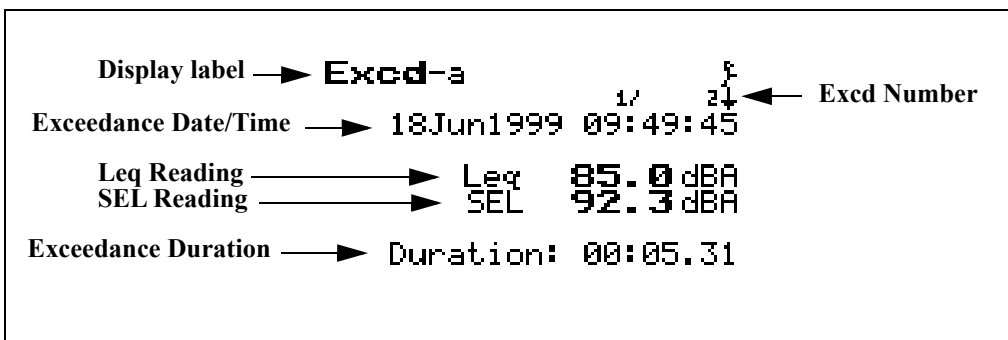 Display label Excd-a
1/ 2 Excd Number
Exceedance Date/Time 18Jun1999 09:49:45
Leq Reading Leq 85.0 dBA
SEL Reading SEL 92.3 dBA
Exceedance Duration Duration: 00:05.31